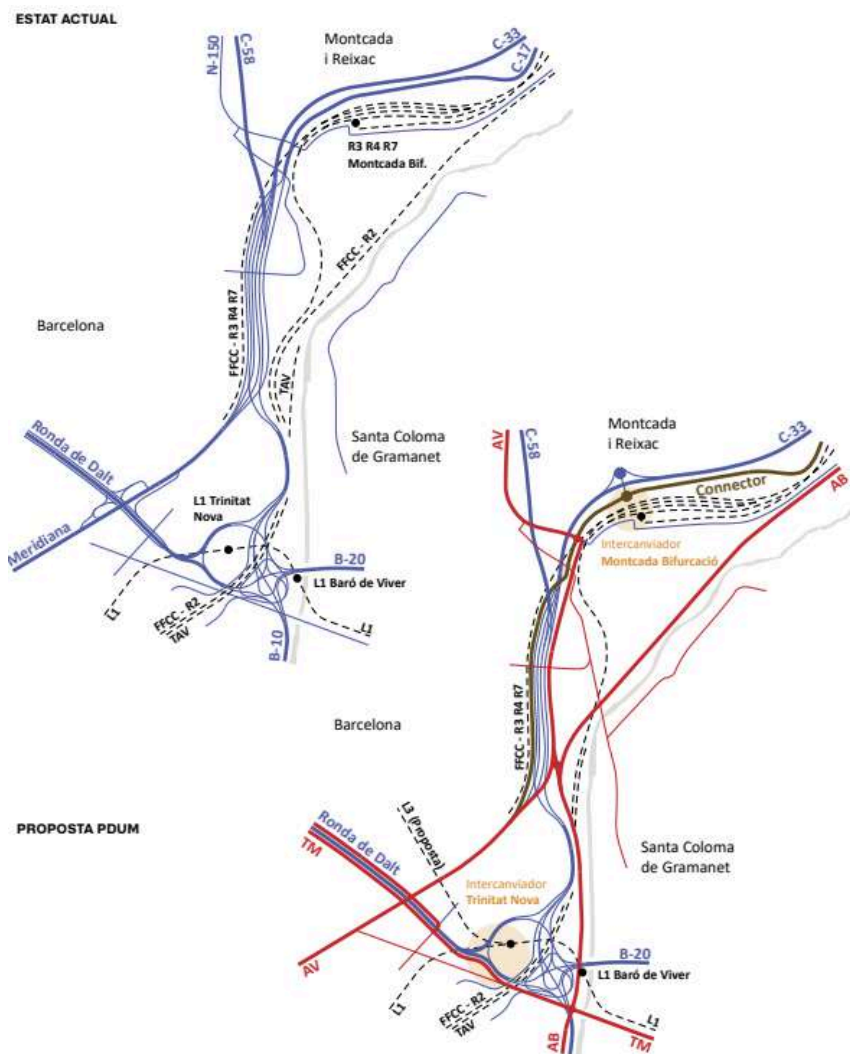 ESTAT ACTUAL
N-150
C-58
Montcada
i Reixac
C-33
C-17
R3 R4 R7
Montcada Bif.
FFCC - R2
FFCC - R3 R4 R7
Barcelona
TAV
Santa Coloma
de Gramanet
Ronda de Dalt
Meridiana
L1 Trinitat
Nova
B-20
L1 Baró de Viver
L1
FFCC - R2
TAV
B-10
L1
AV
C-58
Montcada
i Reixac
C-33
Connector
AB
Intercanviador
Montcada Bifurcació
FFCC - R3 R4 R7
Barcelona
PROPOSTA PDUM
L3 (Proposta)
Ronda de Dalt
TM
Santa Coloma
de Gramanet
Intercanviador
Trinitat Nova
AV
B-20
L1 Baró de Viver
L1
FFCC - R2
TAV
AB
L1
TM